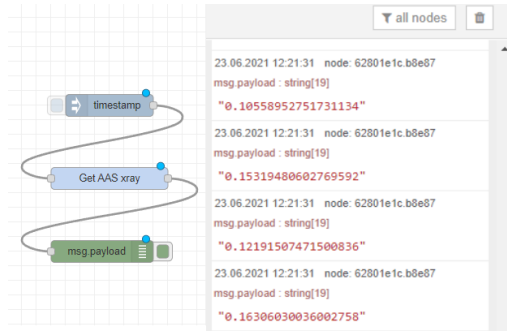 all nodes
timestamp
Get AAS xray
msg.payload
23.06.2021 12:21:31 node: 62801e1c.b8e87
msg.payload : string[19]
"0.10558952751731134"
23.06.2021 12:21:31 node: 62801e1c.b8e87
msg.payload : string[19]
"0.15319480602769592"
23.06.2021 12:21:31 node: 62801e1c.b8e87
msg.payload : string[19]
"0.12191507471500836"
23.06.2021 12:21:31 node: 62801e1c.b8e87
msg.payload : string[19]
"0.16306030036002758"